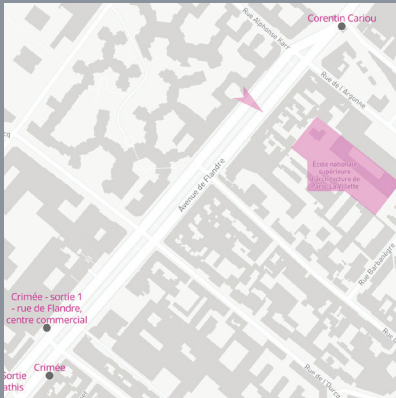 Corentin Cariou
Rue Alphonse Karr
Rue de l'Argonne
cq
École nationale
supérieure
d'architecture de
Paris-La Villette
Avenue de Flandre
Rue Barbanègre
Crimée - sortie 1
- rue de Flandre,
centre commercial
Crimée
Sortie
athis
Rue de l'Ourcq